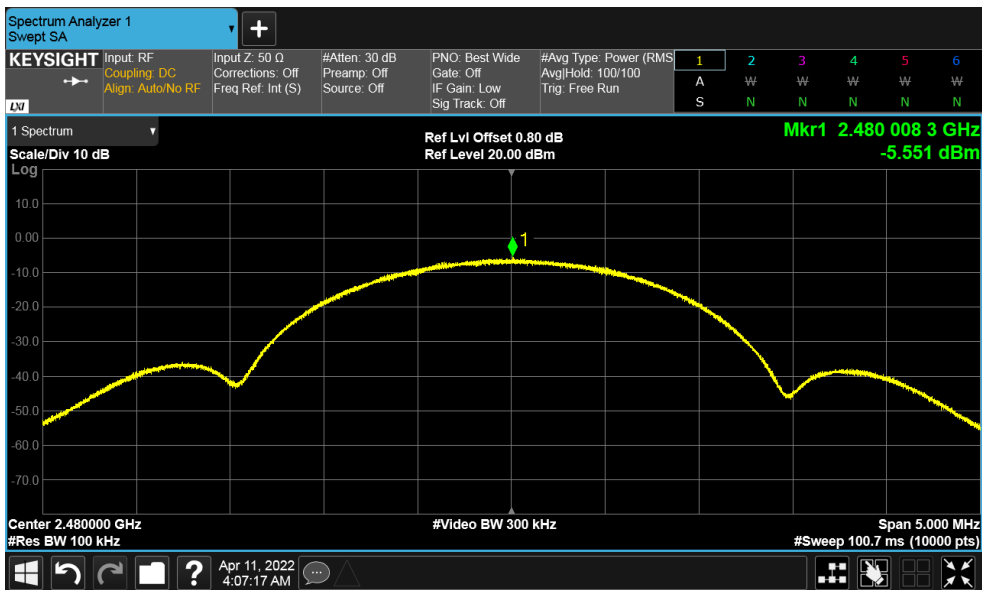 Spectrum Analyzer 1
Swept SA
+
KEYSIGHT
LXI
Input: RF
Coupling: DC
Align: Auto/No RF
Input Z: 50 Ω
Corrections: Off
Freq Ref: Int (S)
#Atten: 30 dB
Preamp: Off
Source: Off
PNO: Best Wide
Gate: Off
IF Gain: Low
Sig Track: Off
#Avg Type: Power (RMS
Avg|Hold: 100/100
Trig: Free Run
1 2 3 4 5 6
A W W W W W
S N N N N N
1 Spectrum
Scale/Div 10 dB
Ref Lvl Offset 0.80 dB
Ref Level 20.00 dBm
Mkr1 2.480 008 3 GHz
-5.551 dBm
Log
10.0
0.00
-10.0
-20.0
-30.0
-40.0
-50.0
-60.0
-70.0
1
Center 2.480000 GHz
#Res BW 100 kHz
#Video BW 300 kHz
Span 5.000 MHz
#Sweep 100.7 ms (10000 pts)
?
Apr 11, 2022
4:07:17 AM